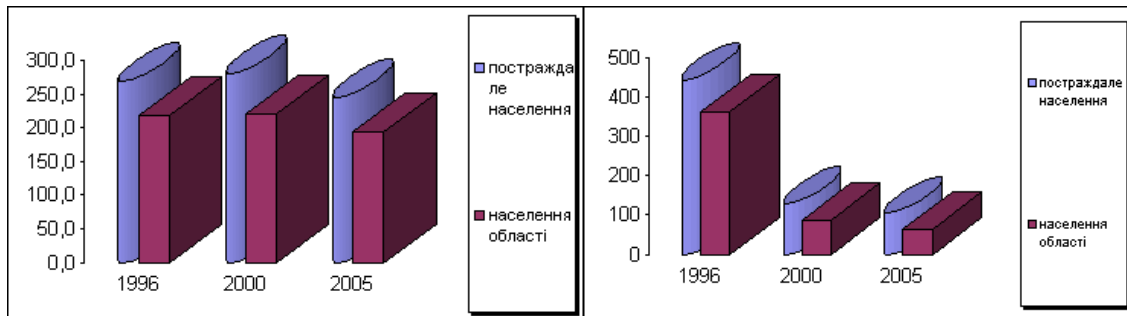 300,0
250,0
200,0
150,0
100,0
50,0
0,0
1996
2000
2005
постражда
ле
населення
населення
області
500
400
300
200
100
0
1996
2000
2005
постраждале
населення
населення
області